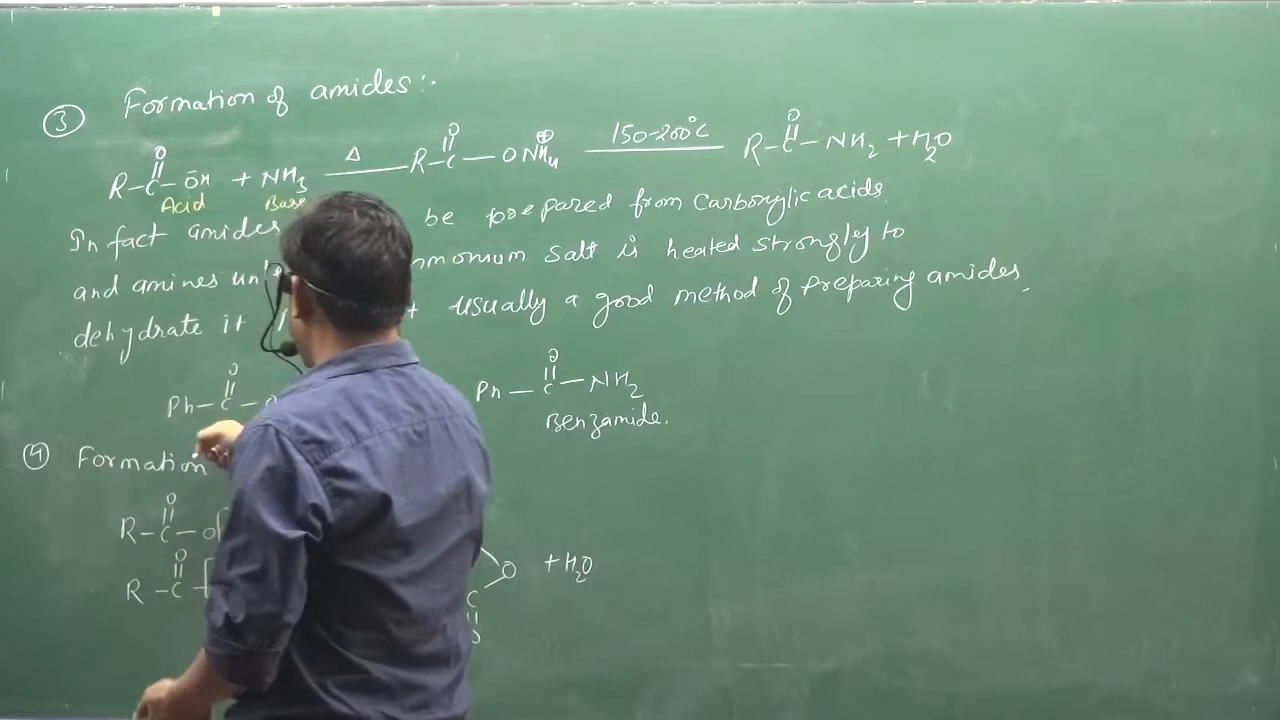 ③ Formation of amides :-
O O O
R-C-ŌH + NH3 Δ R-C-ONH4 ⊕ 150-200°C R-C-NH2 + H2O
Acid Base
In fact amides be prepared from Carboxylic acids.
and amines salt is heated strongly to
dehydrate it usually a good method of preparing amides.
O O
Ph-C- Ph-C-NH2
Benzamide.
④ Formation
O
R-C-O
O O + H2O
R-C C
O